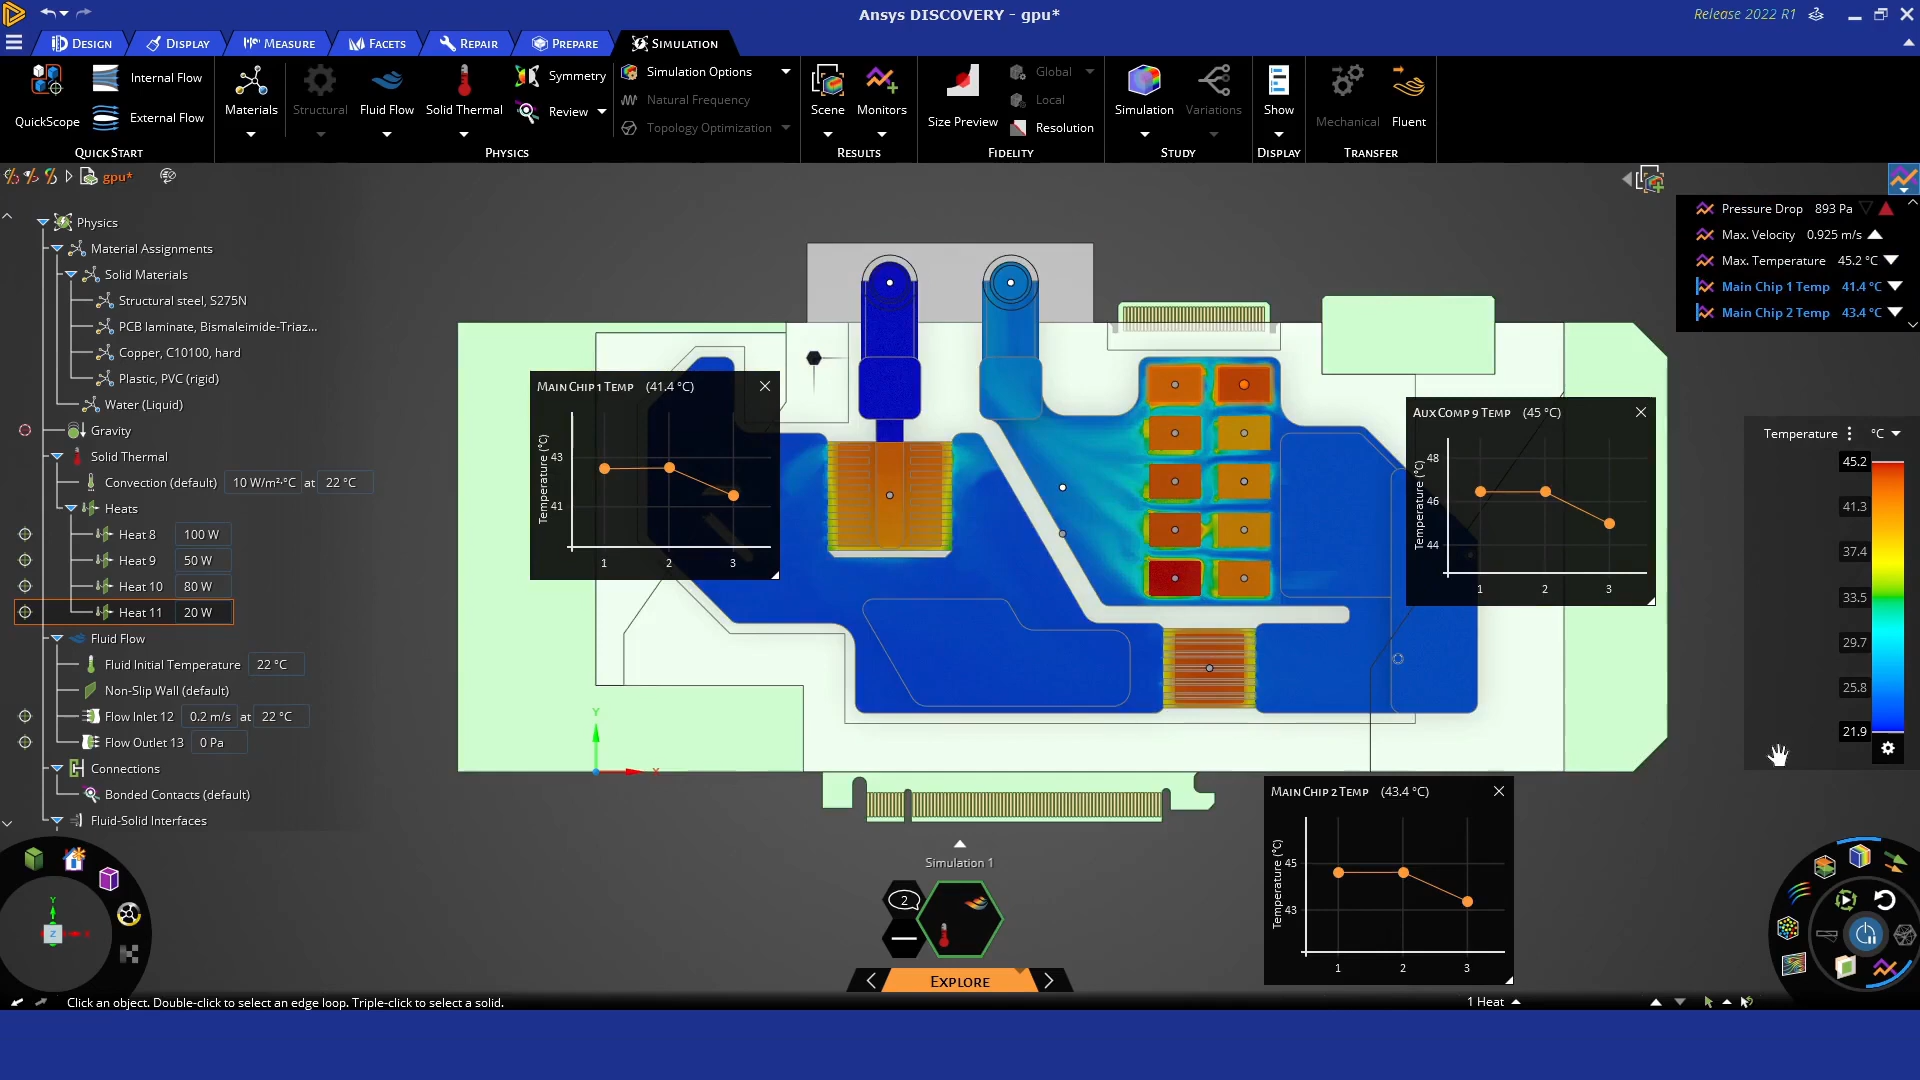 Ansys DISCOVERY - gpu*
Release 2022 R1
DESIGN
DISPLAY
MEASURE
FACETS
REPAIR
PREPARE
SIMULATION
QuickScope
Internal Flow
External Flow
QUICK START
Materials
Structural
Fluid Flow
Solid Thermal
Symmetry
Review
Simulation Options
Natural Frequency
Topology Optimization
PHYSICS
Scene
Monitors
RESULTS
Size Preview
Global
Local
Resolution
FIDELITY
Simulation
Variations
STUDY
Show
DISPLAY
Mechanical
Fluent
TRANSFER
gpu*
Physics
Material Assignments
Solid Materials
Structural steel, S275N
PCB laminate, Bismaleimide-Triaz...
Copper, C10100, hard
Plastic, PVC (rigid)
Water (Liquid)
Gravity
Solid Thermal
Convection (default) 10 W/m²·°C at 22 °C
Heats
Heat 8 100 W
Heat 9 50 W
Heat 10 80 W
Heat 11 20 W
Fluid Flow
Fluid Initial Temperature 22 °C
Non-Slip Wall (default)
Flow Inlet 12 0.2 m/s at 22 °C
Flow Outlet 13 0 Pa
Connections
Bonded Contacts (default)
Fluid-Solid Interfaces
Pressure Drop 893 Pa
Max. Velocity 0.925 m/s
Max. Temperature 45.2 °C
Main Chip 1 Temp 41.4 °C
Main Chip 2 Temp 43.4 °C
MAIN CHIP 1 TEMP (41.4 °C)
Temperature (°C)
43
41
1 2 3
AUX COMP 9 TEMP (45 °C)
Temperature (°C)
48
46
44
1 2 3
MAIN CHIP 2 TEMP (43.4 °C)
Temperature (°C)
45
43
1 2 3
Temperature °C
45.2
41.3
37.4
33.5
29.7
25.8
21.9
Y
X
Y
Z
X
Simulation 1
2
EXPLORE
Click an object. Double-click to select an edge loop. Triple-click to select a solid.
1 Heat